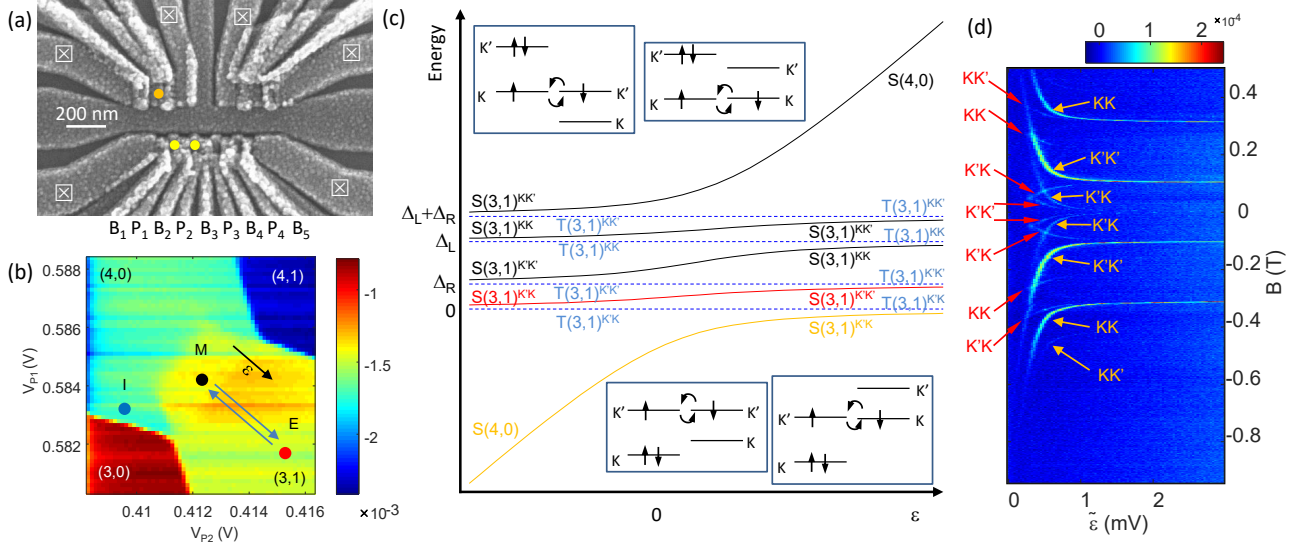 (a)
200 nm
B₁ P₁ B₂ P₂ B₃ P₃ B₄ P₄ B₅
(b)
0.588
0.586
0.584
0.582
V_P1 (V)
(4,0)
(4,1)
M
ε
I
E
(3,0)
(3,1)
0.41
0.412
0.414
0.416
V_P2 (V)
-1
-2
× 10⁻³
(c)
Energy
K'
K
K'
K
K'
K'
K
K
S(4,0)
S(3,1)ᴷᴷ'
Δ_L+Δ_R
T(3,1)ᴷᴷ'
T(3,1)ᴷᴷ'
S(3,1)ᴷᴷ
S(3,1)ᴷᴷ'
Δ_L
T(3,1)ᴷᴷ
T(3,1)ᴷᴷ
S(3,1)ᴷᴷ
S(3,1)ᴷ'ᴷ'
Δ_R
T(3,1)ᴷ'ᴷ'
T(3,1)ᴷ'ᴷ'
S(3,1)ᴷ'ᴷ
S(3,1)ᴷ'ᴷ'
T(3,1)ᴷ'ᴷ
0
T(3,1)ᴷ'ᴷ
S(3,1)ᴷ'ᴷ
S(4,0)
K'
K'
K
K
K'
K'
K
K
0
ε
(d)
0
2
×10⁻⁴
KK'
KK
K'K
K'K'
K'K
KK
K'K
KK
K'K'
K'K
K'K
K'K'
KK
KK'
0.4
0.2
0
-0.2
-0.4
-0.6
-0.8
B (T)
0
1
2
ε̃ (mV)